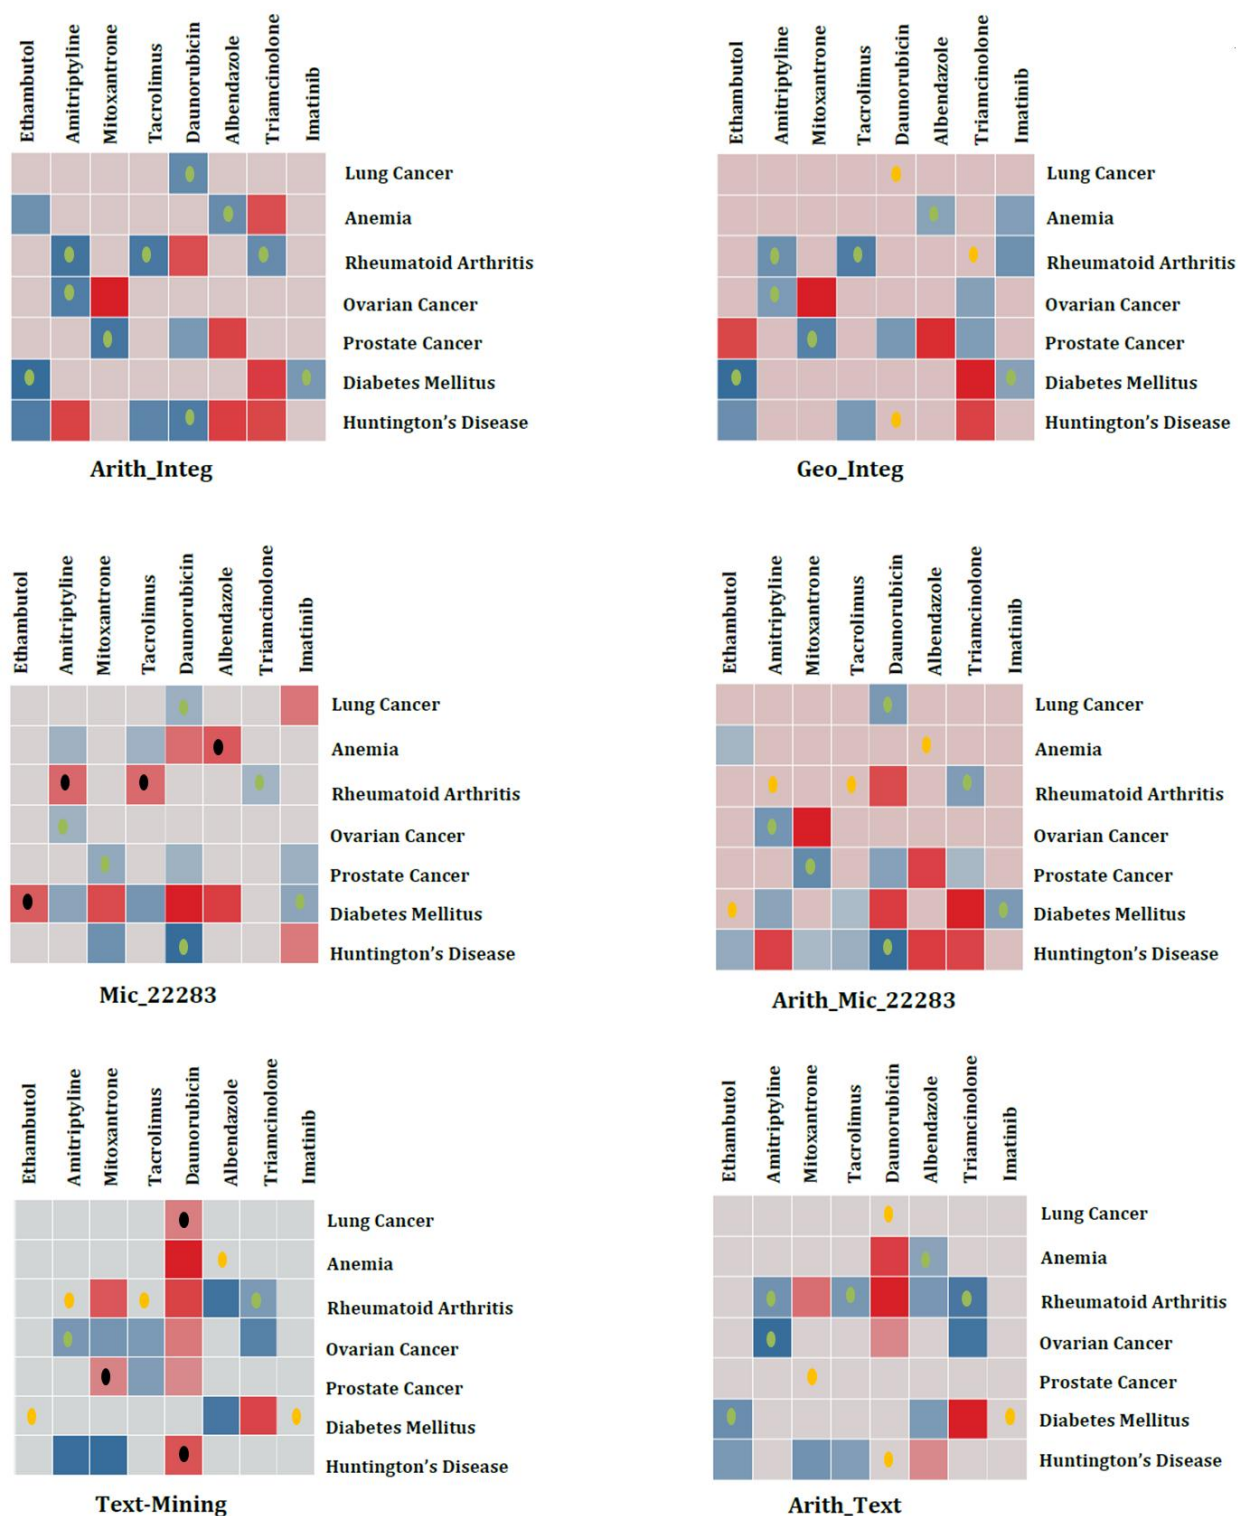 Ethambutol
Amitriptyline
Mitoxantrone
Tacrolimus
Daunorubicin
Albendazole
Triamcinolone
Imatinib
Lung Cancer
Anemia
Rheumatoid Arthritis
Ovarian Cancer
Prostate Cancer
Diabetes Mellitus
Huntington’s Disease
Arith_Integ
Ethambutol
Amitriptyline
Mitoxantrone
Tacrolimus
Daunorubicin
Albendazole
Triamcinolone
Imatinib
Lung Cancer
Anemia
Rheumatoid Arthritis
Ovarian Cancer
Prostate Cancer
Diabetes Mellitus
Huntington’s Disease
Geo_Integ
Ethambutol
Amitriptyline
Mitoxantrone
Tacrolimus
Daunorubicin
Albendazole
Triamcinolone
Imatinib
Lung Cancer
Anemia
Rheumatoid Arthritis
Ovarian Cancer
Prostate Cancer
Diabetes Mellitus
Huntington’s Disease
Mic_22283
Ethambutol
Amitriptyline
Mitoxantrone
Tacrolimus
Daunorubicin
Albendazole
Triamcinolone
Imatinib
Lung Cancer
Anemia
Rheumatoid Arthritis
Ovarian Cancer
Prostate Cancer
Diabetes Mellitus
Huntington’s Disease
Arith_Mic_22283
Ethambutol
Amitriptyline
Mitoxantrone
Tacrolimus
Daunorubicin
Albendazole
Triamcinolone
Imatinib
Lung Cancer
Anemia
Rheumatoid Arthritis
Ovarian Cancer
Prostate Cancer
Diabetes Mellitus
Huntington’s Disease
Text-Mining
Ethambutol
Amitriptyline
Mitoxantrone
Tacrolimus
Daunorubicin
Albendazole
Triamcinolone
Imatinib
Lung Cancer
Anemia
Rheumatoid Arthritis
Ovarian Cancer
Prostate Cancer
Diabetes Mellitus
Huntington’s Disease
Arith_Text